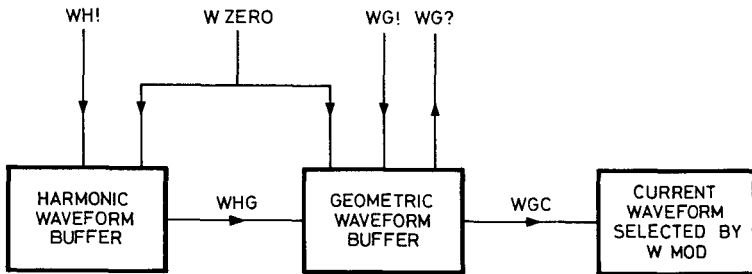 WH!
W ZERO
WG!
WG?
HARMONIC
WAVEFORM
BUFFER
WHG
GEOMETRIC
WAVEFORM
BUFFER
WGC
CURRENT
WAVEFORM
SELECTED BY
W MOD